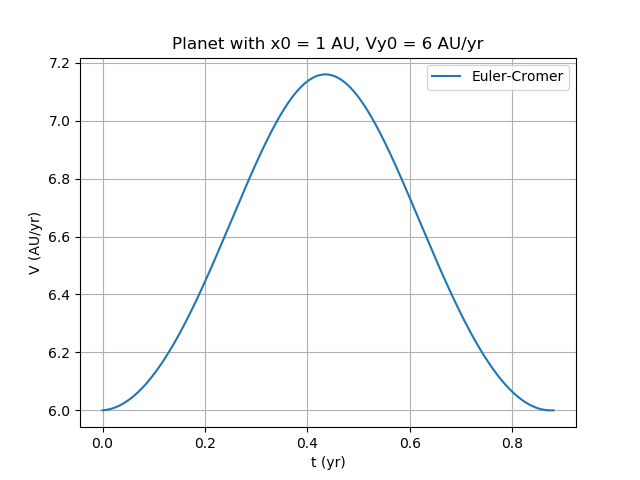 Planet with x0 = 1 AU, Vy0 = 6 AU/yr
Euler-Cromer
7.2
7.0
6.8
6.6
6.4
6.2
6.0
V (AU/yr)
0.0 0.2 0.4 0.6 0.8
t (yr)